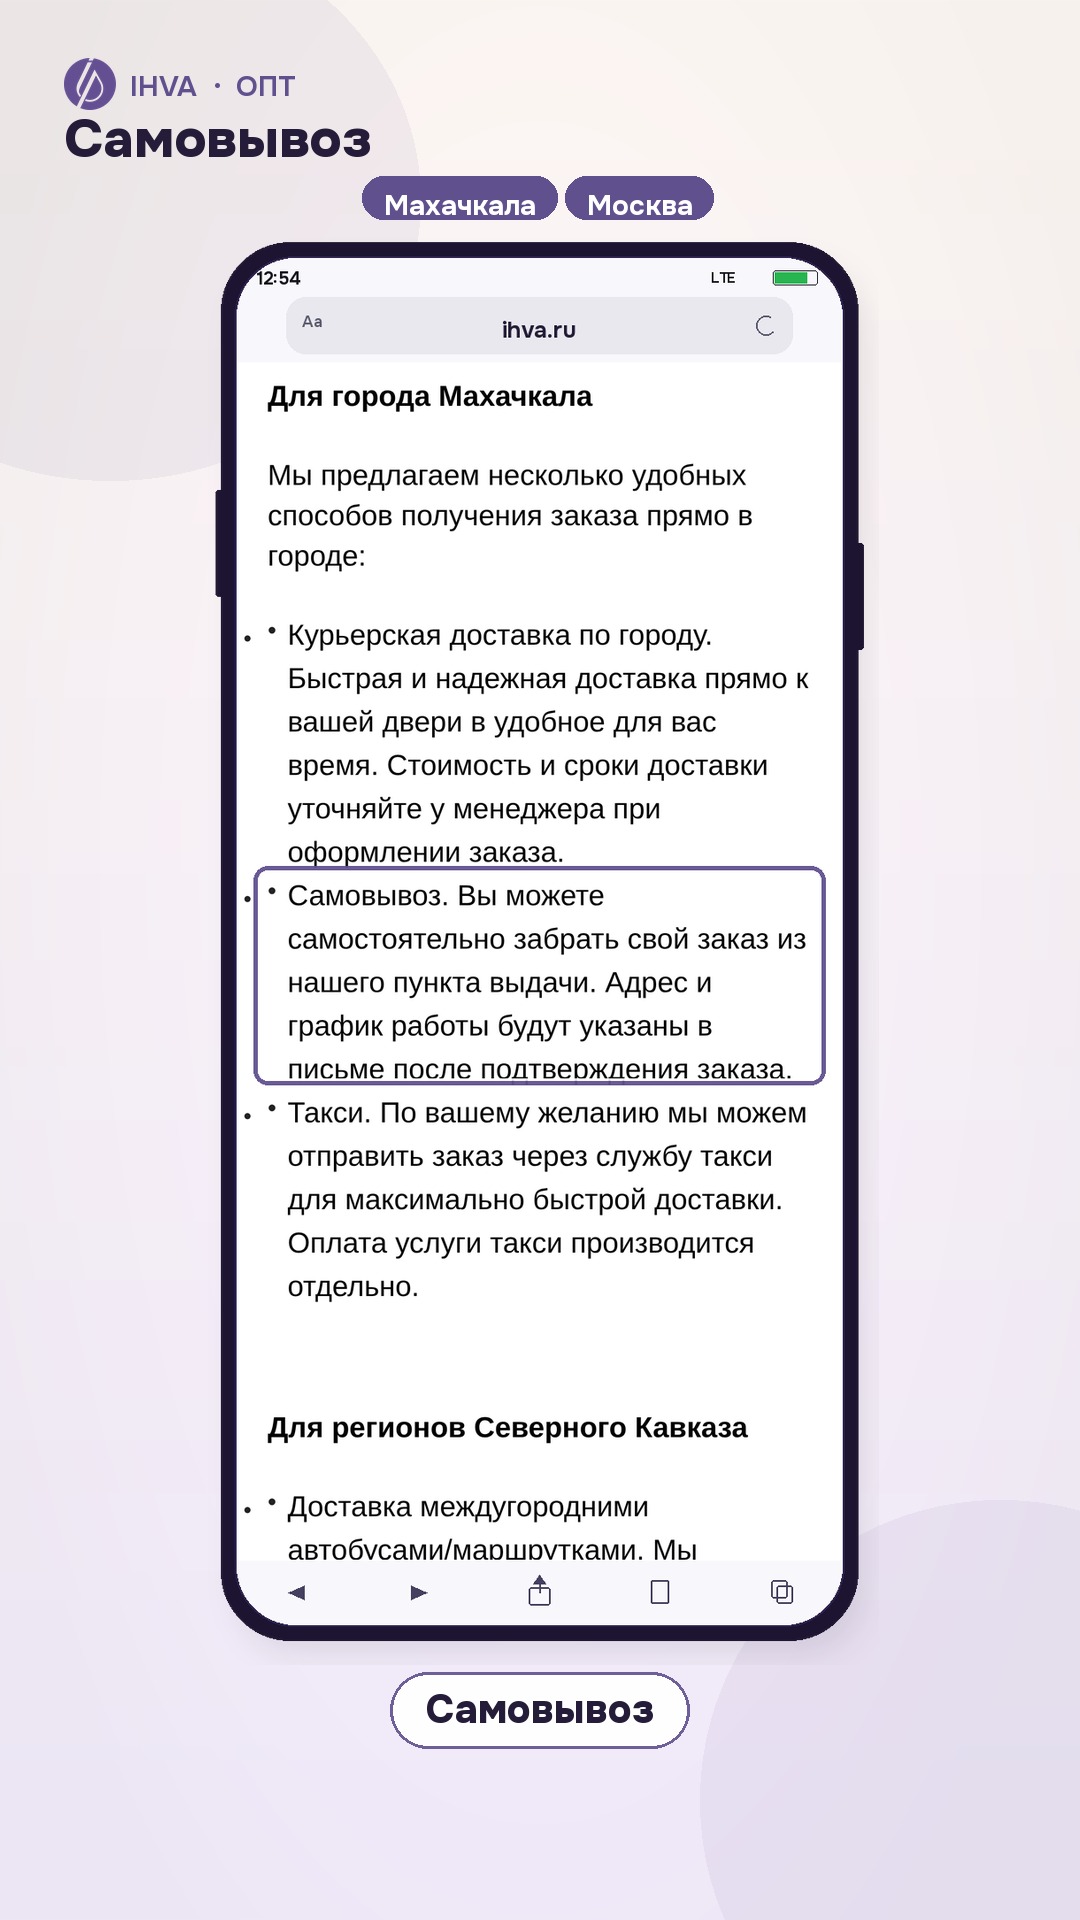 IHVA · ОПТ
Самовывоз
Махачкала Москва
12:54 LTE
Aa ihva.ru
Для города Махачкала
Мы предлагаем несколько удобных
способов получения заказа прямо в
городе:
• • Курьерская доставка по городу.
Быстрая и надежная доставка прямо к
вашей двери в удобное для вас
время. Стоимость и сроки доставки
уточняйте у менеджера при
оформлении заказа.
• • Самовывоз. Вы можете
самостоятельно забрать свой заказ из
нашего пункта выдачи. Адрес и
график работы будут указаны в
письме после подтверждения заказа.
• • Такси. По вашему желанию мы можем
отправить заказ через службу такси
для максимально быстрой доставки.
Оплата услуги такси производится
отдельно.
Для регионов Северного Кавказа
• • Доставка междугородними
автобусами/маршрутками. Мы
Самовывоз